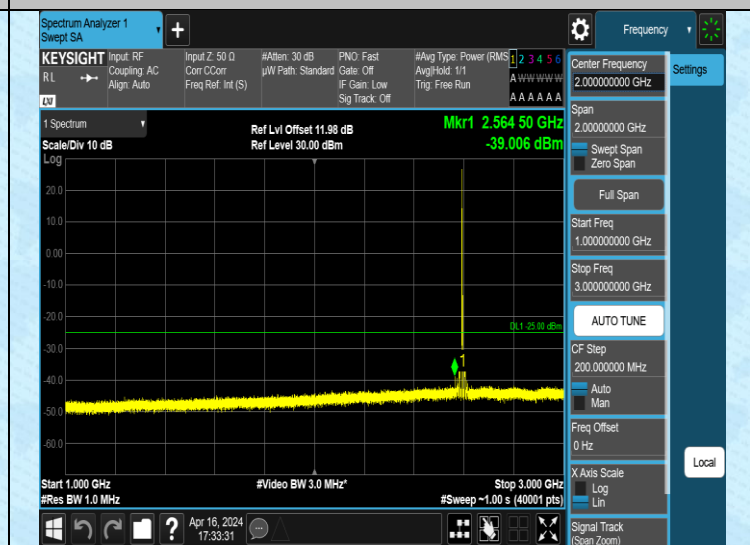 Spectrum Analyzer 1
Swept SA
Frequency
KEYSIGHT
RL
LXI
Input: RF
Coupling: AC
Align: Auto
Input Z: 50 Ω
Corr CCorr
Freq Ref: Int (S)
#Atten: 30 dB
µW Path: Standard
PNO: Fast
Gate: Off
IF Gain: Low
Sig Track: Off
#Avg Type: Power (RMS
Avg|Hold: 1/1
Trig: Free Run
1 2 3 4 5 6
A W W W W W
A A A A A A
1 Spectrum
Scale/Div 10 dB
Ref Lvl Offset 11.98 dB
Ref Level 30.00 dBm
Mkr1 2.564 50 GHz
-39.006 dBm
Log
20.0
10.0
0.00
-10.0
-20.0
-30.0
-40.0
-50.0
-60.0
DL1 -25.00 dBm
1
Start 1.000 GHz
#Res BW 1.0 MHz
#Video BW 3.0 MHz*
Stop 3.000 GHz
#Sweep ~1.00 s (40001 pts)
Apr 16, 2024
17:33:31
Center Frequency
2.000000000 GHz
Span
2.00000000 GHz
Swept Span
Zero Span
Full Span
Start Freq
1.000000000 GHz
Stop Freq
3.000000000 GHz
AUTO TUNE
CF Step
200.000000 MHz
Auto
Man
Freq Offset
0 Hz
X Axis Scale
Log
Lin
Signal Track
(Span Zoom)
Settings
Local